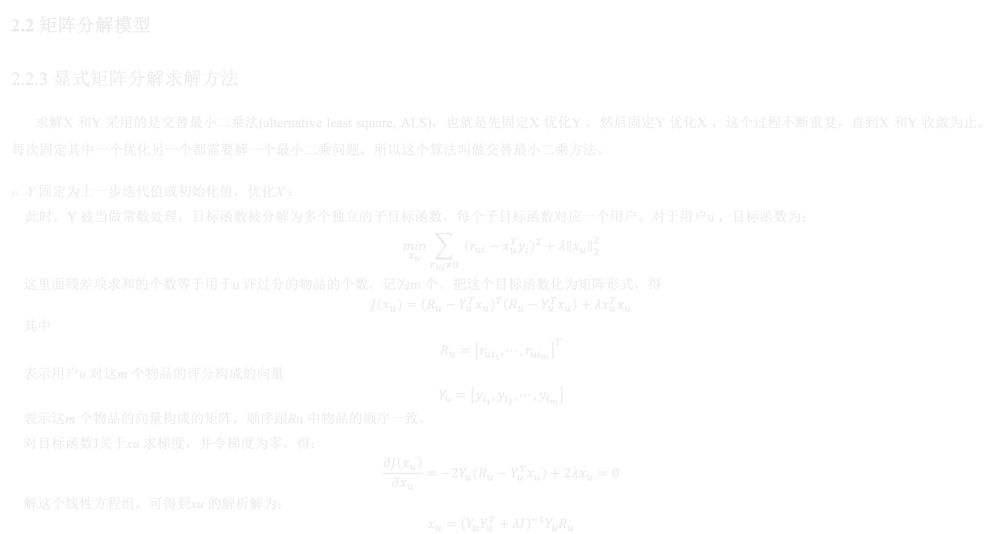 2.2 矩阵分解模型
2.2.3 显式矩阵分解求解方法
求解X 和Y 采用的是交替最小二乘法(alternative least square, ALS)，也就是先固定X 优化Y ，然后固定Y 优化X ，这个过程不断重复，直到X 和Y 收敛为止。
每次固定其中一个优化另一个都需要解一个最小二乘问题，所以这个算法叫做交替最小二乘方法。
1) Y 固定为上一步迭代值或初始化值，优化X：
此时，Y 被当做常数处理，目标函数被分解为多个独立的子目标函数，每个子目标函数对应一个用户。对于用户u ，目标函数为：
$\min_{x_u} \sum_{r_{iii} \neq 0} (r_{ui} - x_u^T y_i)^2 + \lambda \|x_u\|_2^2$
这里面残差项求和的个数等于用于u 评过分的物品的个数，记为m 个。把这个目标函数化为矩阵形式，得
$J(x_u) = (R_u - Y_u^T x_u)^T (R_u - Y_u^T x_u) + \lambda x_u^T x_u$
其中
$R_u = [r_{ui_1}, \cdots, r_{ui_m}]^T$
表示用户u 对这m 个物品的评分构成的向量
$Y_u = [y_{i_1}, y_{i_2}, \cdots, y_{i_m}]$
表示这m 个物品的向量构成的矩阵，顺序跟Ru 中物品的顺序一致。
对目标函数J关于xu 求梯度，并令梯度为零，得：
$\frac{\partial J(x_u)}{\partial x_u} = -2Y_u(R_u - Y_u^T x_u) + 2\lambda x_u = 0$
解这个线性方程组，可得到xu 的解析解为：
$x_u = (Y_u Y_u^T + \lambda I)^{-1} Y_u R_u$